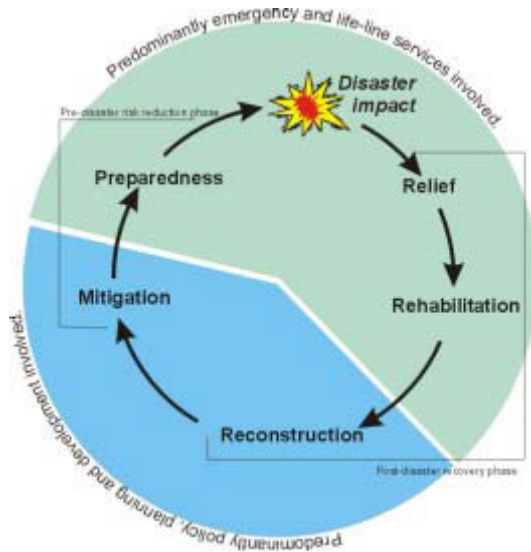 Predominantly emergency and life-line services involved.
Disaster
impact
Pre-disaster risk reduction phase
Preparedness
Relief
Mitigation
Rehabilitation
Reconstruction
Post-disaster recovery phase
Predominantly policy, planning and development involved.